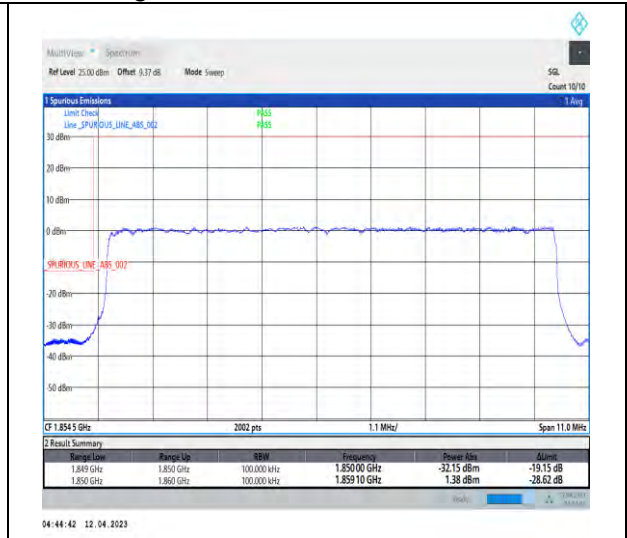 MultiView Spectrum
Ref Level 25.00 dBm Offset 9.37 dB Mode Sweep SGL
Count 10/10
1 Spurious Emissions 1 Avg
Limit Check PASS
Line _SPURIOUS_LINE_ABS_002 PASS
30 dBm
20 dBm
10 dBm
0 dBm
_SPURIOUS_LINE_ABS_002
-20 dBm
-30 dBm
-40 dBm
-50 dBm
CF 1.854 5 GHz 2002 pts 1.1 MHz/ Span 11.0 MHz
2 Result Summary
Range Low Range Up RBW Frequency Power Abs ΔLimit
1.849 GHz 1.850 GHz 100.000 kHz 1.85000 GHz -32.15 dBm -19.15 dB
1.850 GHz 1.860 GHz 100.000 kHz 1.85910 GHz 1.38 dBm -28.62 dB
04:44:42 12.04.2023